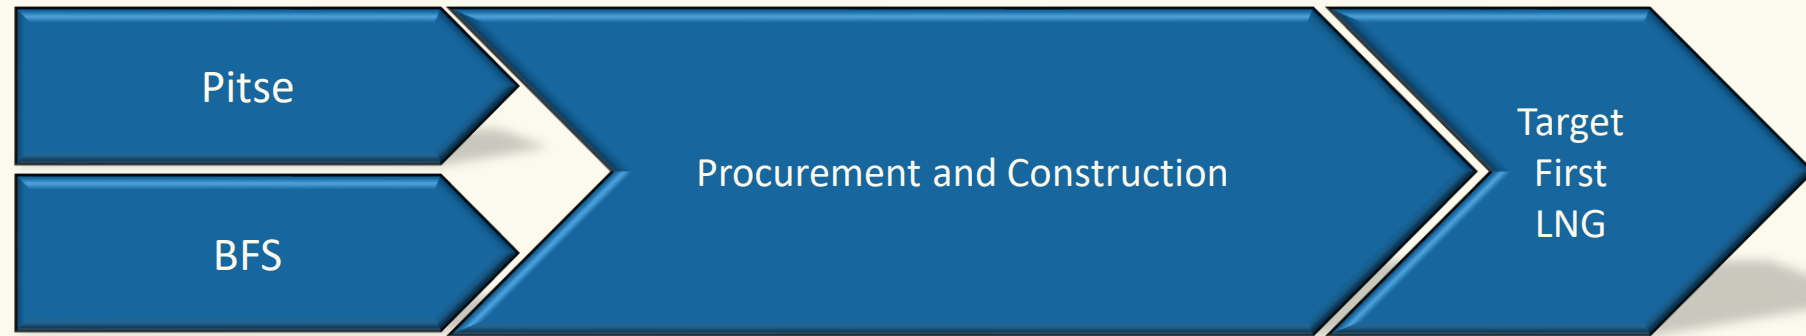 Pitse
BFS
Procurement and Construction
Target
First
LNG